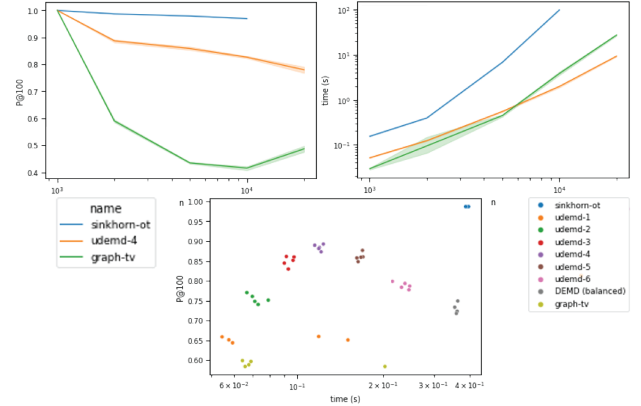 1.0
0.9
0.8
0.7
0.6
0.5
0.4
P@100
10³
10⁴
n
10²
10¹
10⁰
10⁻¹
time (s)
10³
10⁴
n
name
sinkhorn-ot
udemd-4
graph-tv
1.00
0.95
0.90
0.85
0.80
0.75
0.70
0.65
0.60
P@100
6 × 10⁻²
10⁻¹
2 × 10⁻¹
3 × 10⁻¹
4 × 10⁻¹
time (s)
sinkhorn-ot
udemd-1
udemd-2
udemd-3
udemd-4
udemd-5
udemd-6
DEMD (balanced)
graph-tv